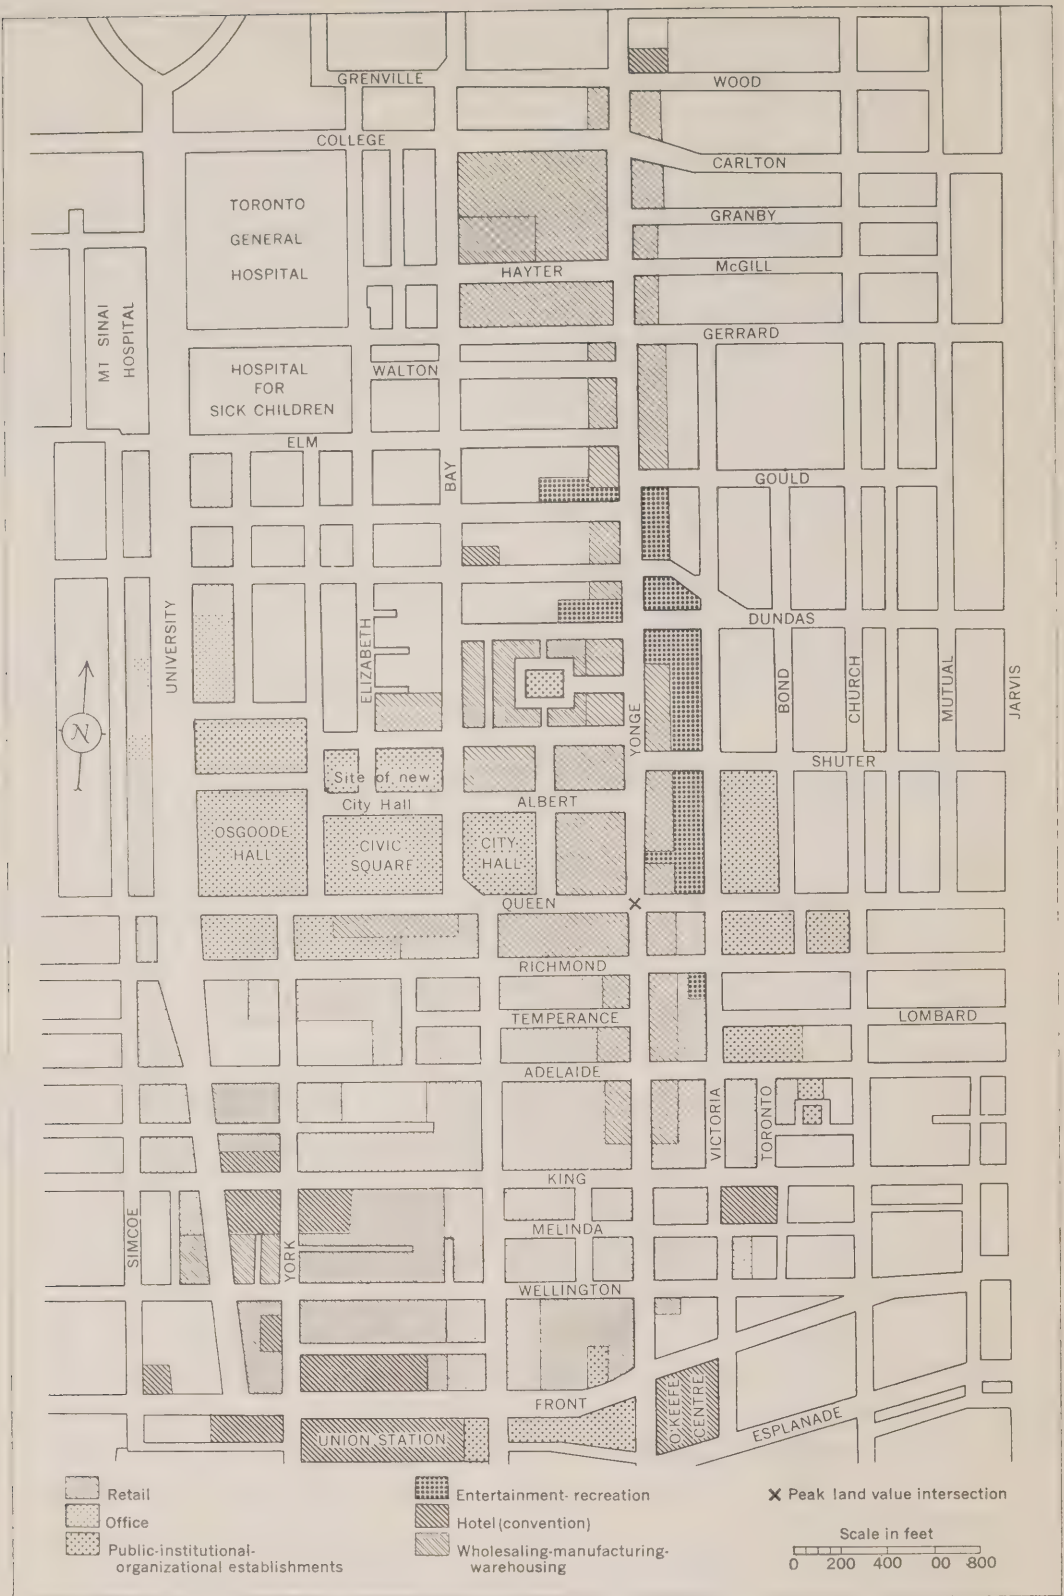 GRENVILLE
WOOD
COLLEGE
CARLTON
TORONTO
GENERAL
HOSPITAL
GRANBY
HAYTER
McGILL
MT SINAI
HOSPITAL
GERRARD
HOSPITAL
FOR
SICK CHILDREN
WALTON
ELM
BAY
GOULD
UNIVERSITY
ELIZABETH
DUNDAS
BOND
CHURCH
MUTUAL
JARVIS
N
YONGE
SHUTER
Site of new
City Hall
ALBERT
OSGOODE
HALL
CIVIC
SQUARE
CITY
HALL
QUEEN
X
RICHMOND
TEMPERANCE
LOMBARD
ADELAIDE
VICTORIA
TORONTO
KING
SIMCOE
YORK
MELINDA
WELLINGTON
FRONT
O'KEEFE
CENTRE
ESPLANADE
UNION STATION
Retail
Office
Public-institutional-
organizational establishments
Entertainment-recreation
Hotel (convention)
Wholesaling-manufacturing-
warehousing
X Peak land value intersection
Scale in feet
0 200 400 00 800